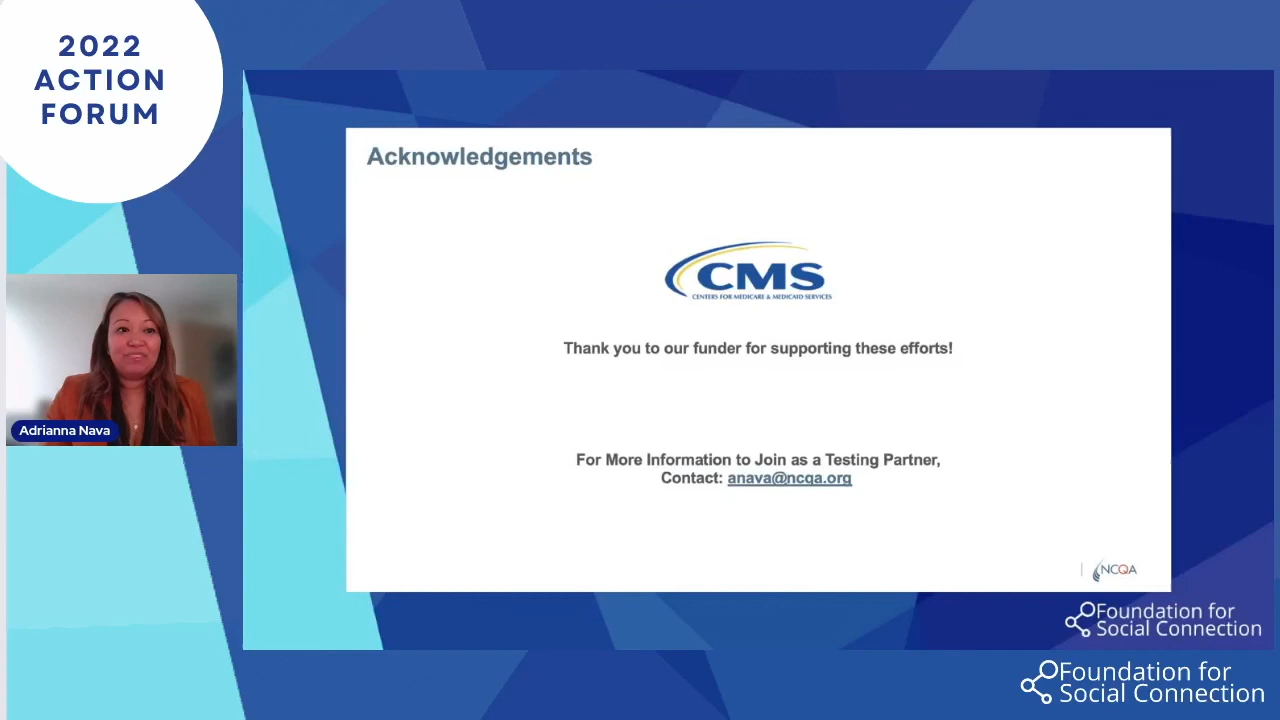 2022
ACTION
FORUM
Acknowledgements
CMS
CENTERS FOR MEDICARE & MEDICAID SERVICES
Thank you to our funder for supporting these efforts!
Adrianna Nava
For More Information to Join as a Testing Partner,
Contact: anava@ncqa.org
NCQA
Foundation for
Social Connection
Foundation for
Social Connection